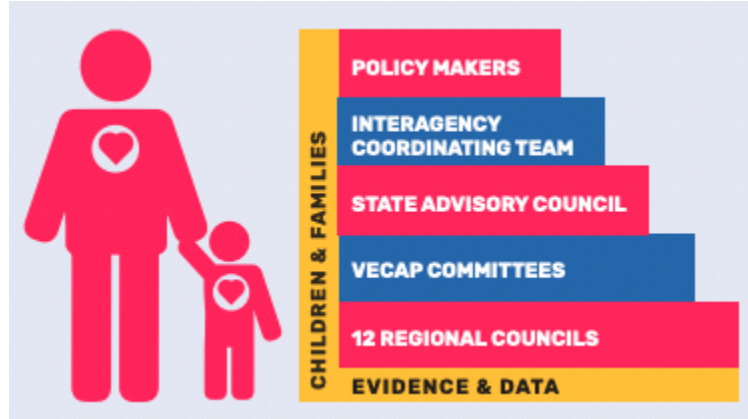 POLICY MAKERS
INTERAGENCY
COORDINATING TEAM
STATE ADVISORY COUNCIL
VECAP COMMITTEES
12 REGIONAL COUNCILS
CHILDREN & FAMILIES
EVIDENCE & DATA